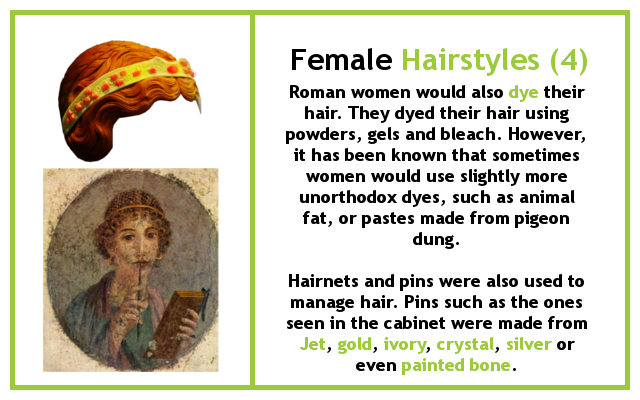 Female Hairstyles (4)
Roman women would also dye their
hair. They dyed their hair using
powders, gels and bleach. However,
it has been known that sometimes
women would use slightly more
unorthodox dyes, such as animal
fat, or pastes made from pigeon
dung.
Hairnets and pins were also used to
manage hair. Pins such as the ones
seen in the cabinet were made from
Jet, gold, ivory, crystal, silver or
even painted bone.